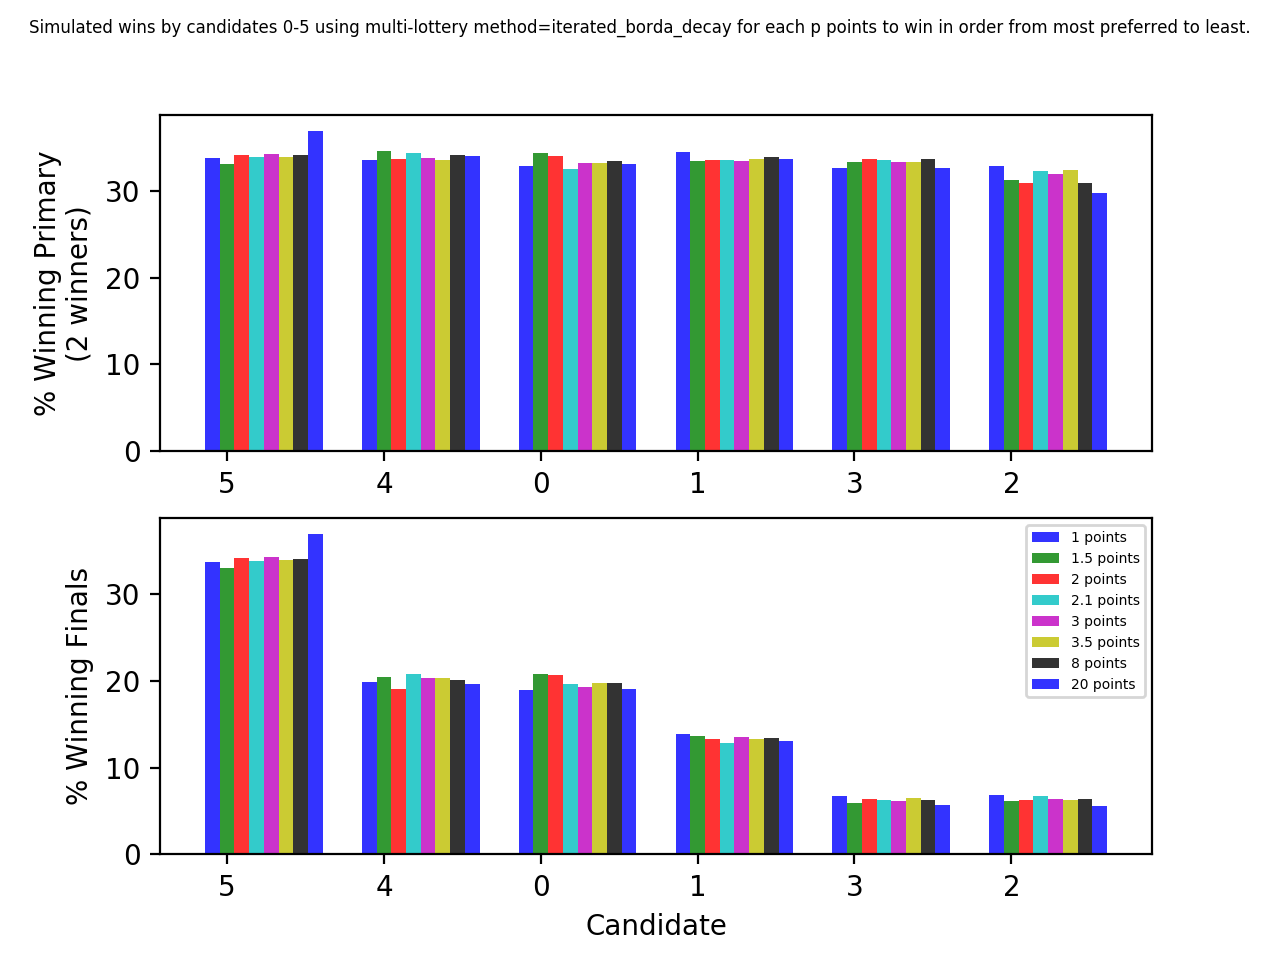 Simulated wins by candidates 0-5 using multi-lottery method=iterated_borda_decay for each p points to win in order from most preferred to least.
% Winning Primary
(2 winners)
30
20
10
0
5 4 0 1 3 2
% Winning Finals
30
20
10
0
1 points
1.5 points
2 points
2.1 points
3 points
3.5 points
8 points
20 points
5 4 0 1 3 2
Candidate